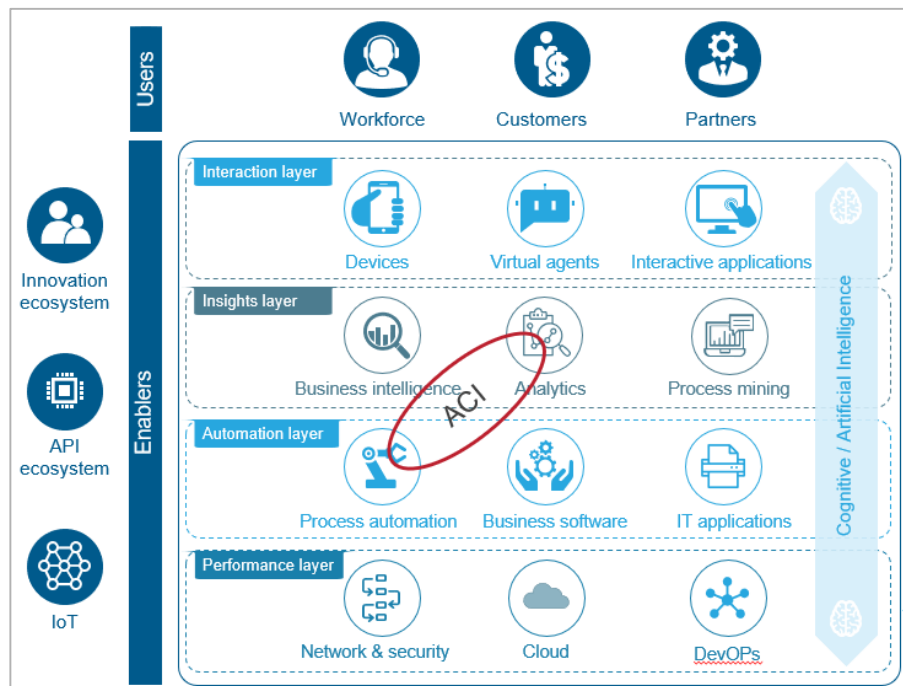 Users
Workforce
Customers
Partners
Enablers
Innovation
ecosystem
API
ecosystem
IoT
Interaction layer
Devices
Virtual agents
Interactive applications
Insights layer
Business intelligence
Analytics
Process mining
ACI
Automation layer
Process automation
Business software
IT applications
Performance layer
Network & security
Cloud
DevOPs
Cognitive / Artificial Intelligence